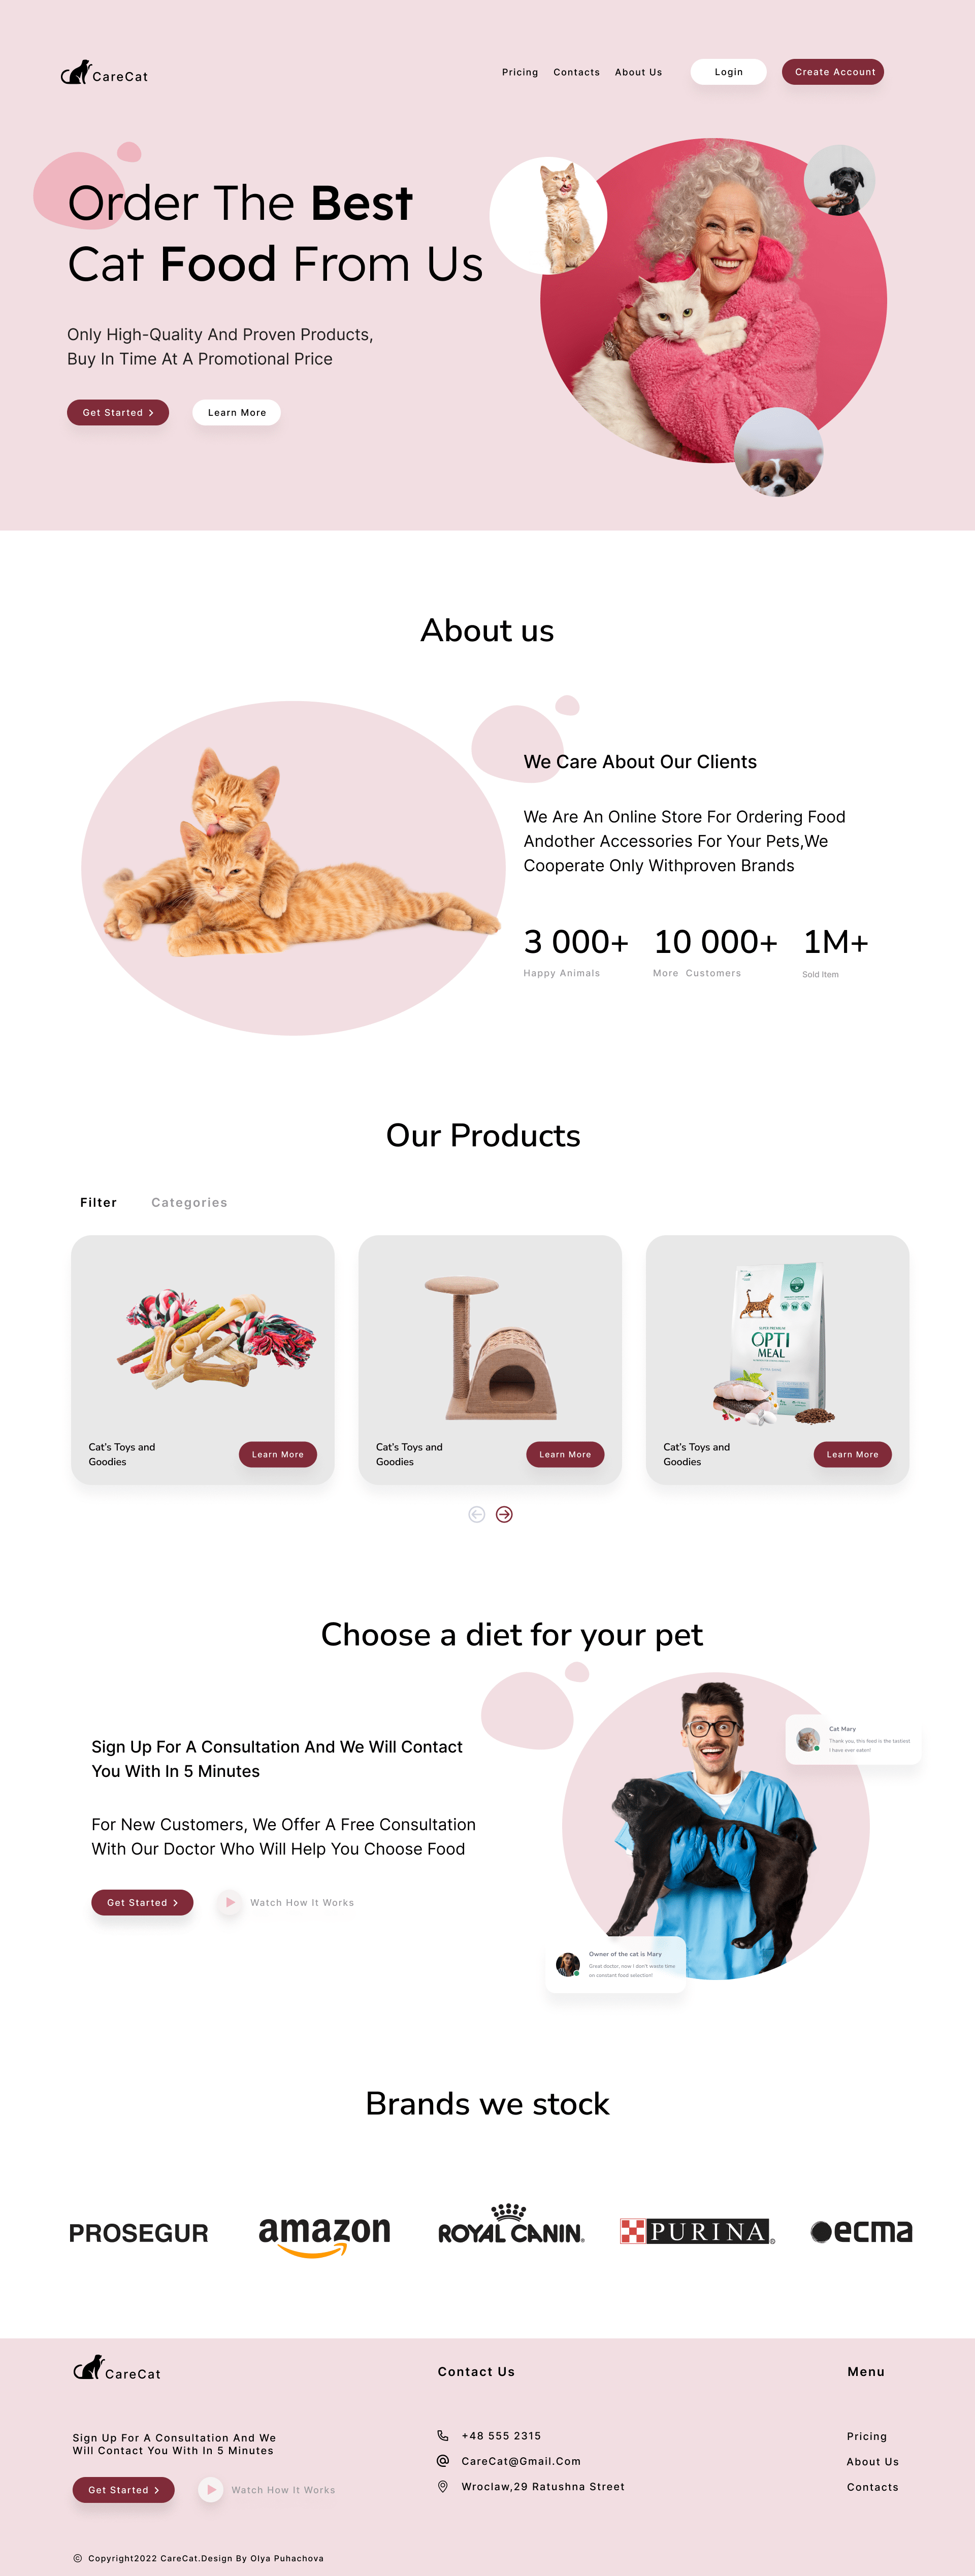 CareCat
Pricing
Contacts
About Us
Login
Create Account
Order The Best
Cat Food From Us
Only High-Quality And Proven Products,
Buy In Time At A Promotional Price
Get Started
Learn More
About us
We Care About Our Clients
We Are An Online Store For Ordering Food
Andother Accessories For Your Pets,We
Cooperate Only Withproven Brands
3 000+
Happy Animals
10 000+
More Customers
1M+
Sold item
Our Products
Filter
Categories
SUPER PREMIUM
OPTI
MEAL
Cat's Toys and
Goodies
Learn More
Cat's Toys and
Goodies
Learn More
Cat's Toys and
Goodies
Learn More
Choose a diet for your pet
Sign Up For A Consultation And We Will Contact
You With In 5 Minutes
For New Customers, We Offer A Free Consultation
With Our Doctor Who Will Help You Choose Food
Get Started
Watch How It Works
Cat Mary
Thank you, this food is the tastiest
I have ever eaten!
Owner of the cat is Mary
Great doctor, now I don't waste time
on constant food selection!
Brands we stock
PROSEGUR
amazon
ROYAL CANIN
PURINA
ecma
CareCat
Sign Up For A Consultation And We
Will Contact You With In 5 Minutes
Get Started
Watch How It Works
Contact Us
+48 555 2315
CareCat@Gmail.Com
Wroclaw,29 Ratushna Street
Menu
Pricing
About Us
Contacts
© Copyright2022 CareCat.Design By Olya Puhachova